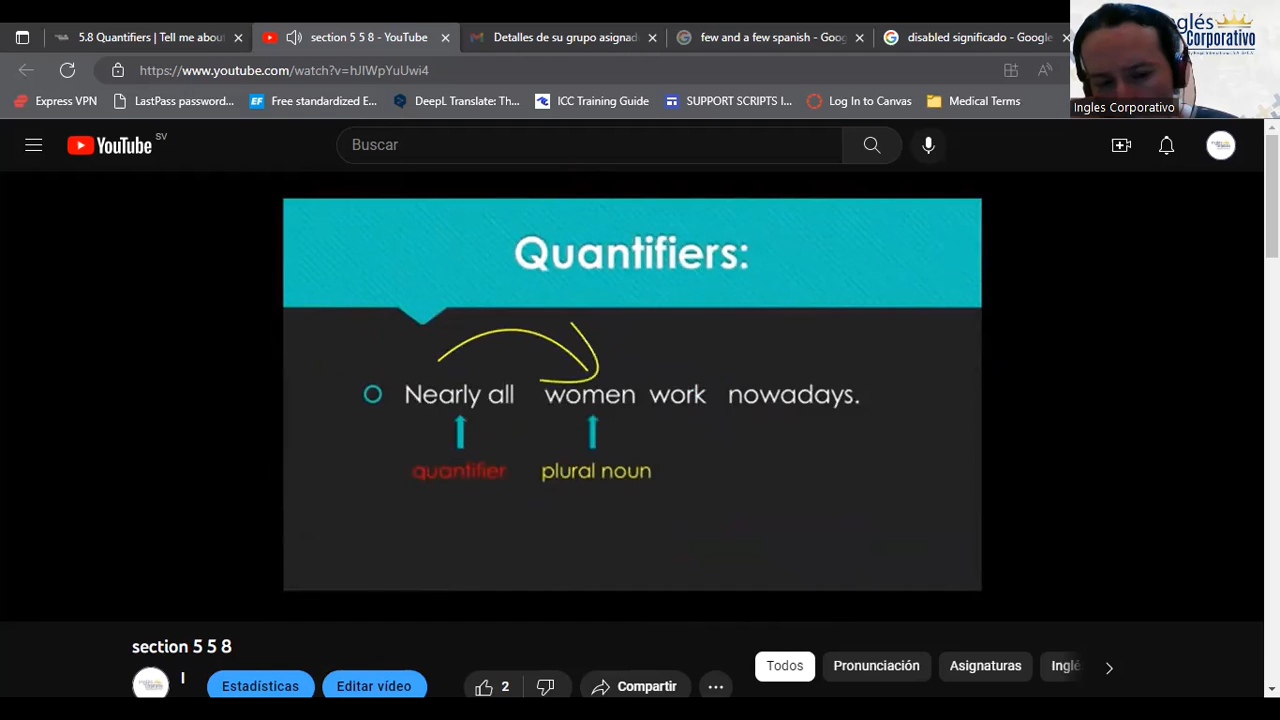 5.8 Quantifiers | Tell me about
section 5 5 8 - YouTube
Detalles de su grupo asignad
few and a few spanish - Goog
disabled significado - Google
Inglés
Corporativo
https://www.youtube.com/watch?v=hJIWpYuUwi4
Express VPN
LastPass password...
EF Free standardized E...
DeepL Translate: Th...
ICC Training Guide
SUPPORT SCRIPTS I...
Log In to Canvas
Medical Terms
Ingles Corporativo
YouTube SV
Buscar
Quantifiers:
Nearly all women work nowadays.
quantifier plural noun
section 5 5 8
Todos
Pronunciación
Asignaturas
Inglé
I
Estadísticas
Editar vídeo
2
Compartir